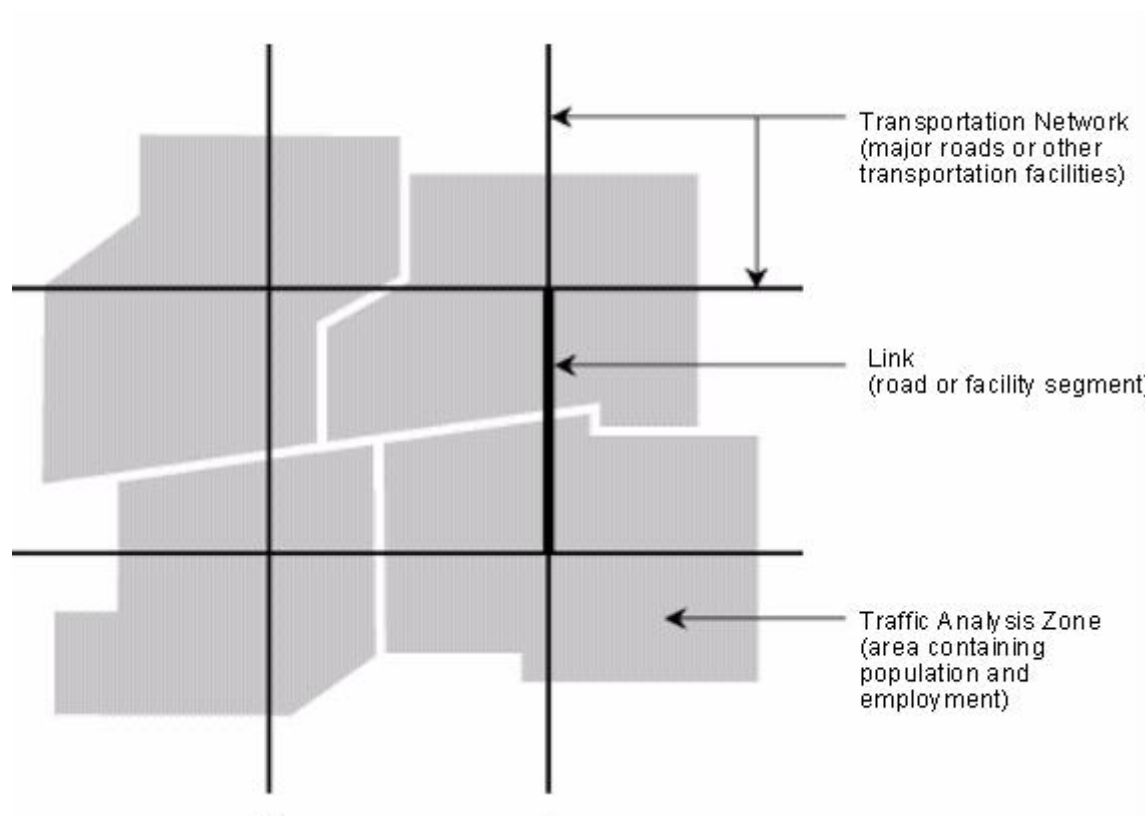 Transportation Network
(major roads or other
transportation facilities)
Link
(road or facility segment)
Traffic Analysis Zone
(area containing
population and
employment)